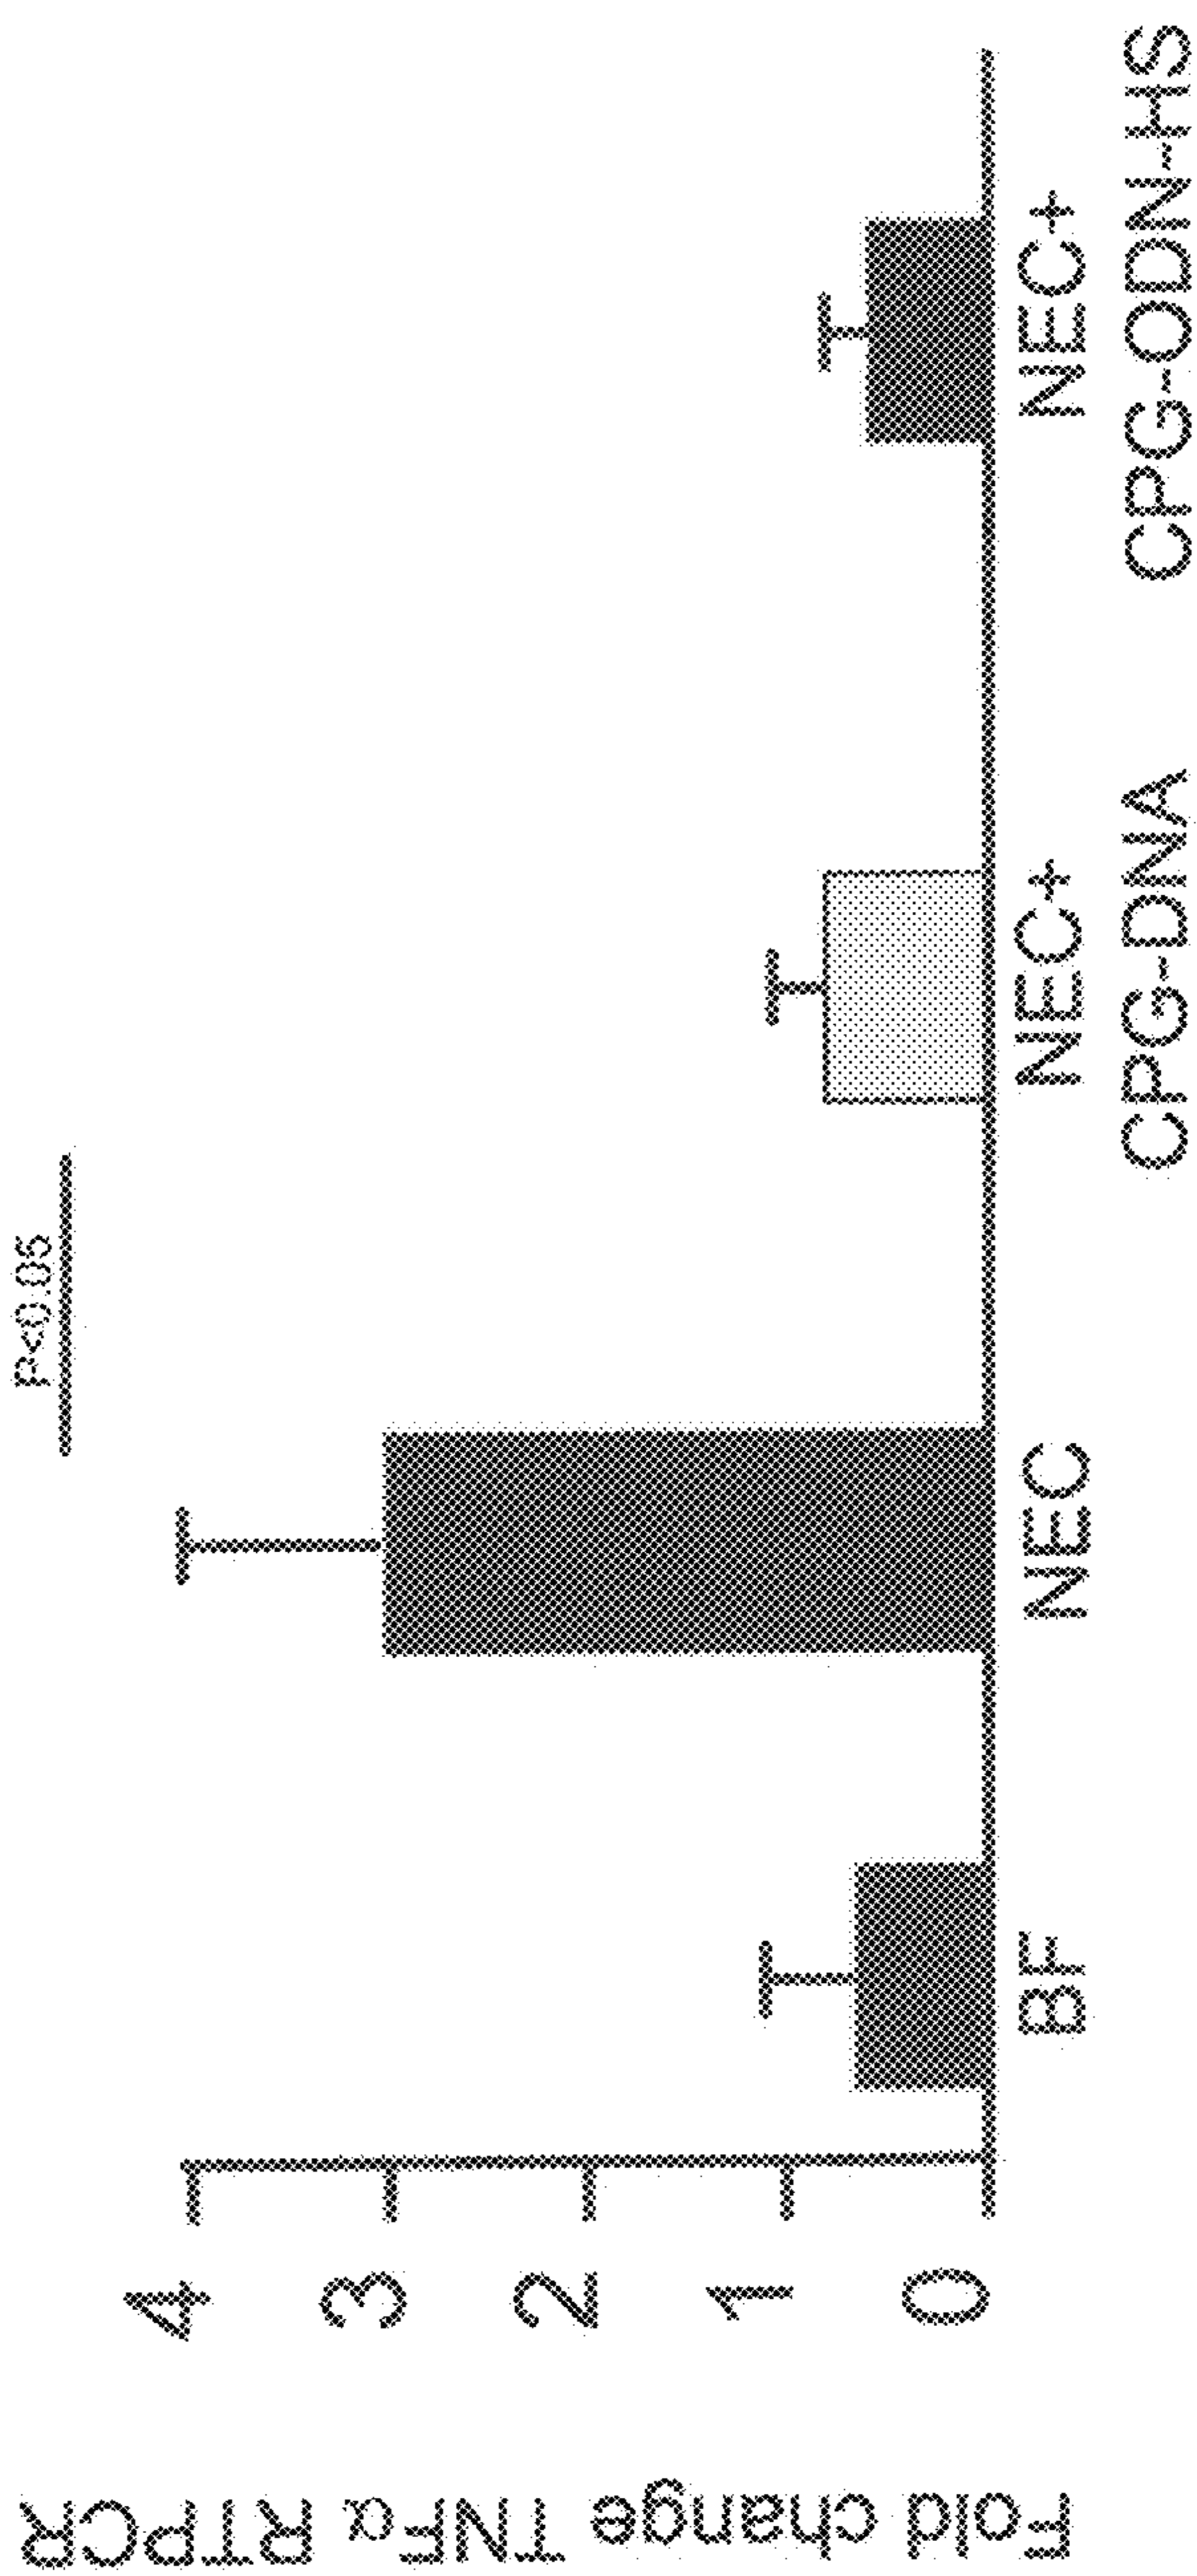 P<0.05
Fold change TNFα RTPCR
4
3
2
1
0
BF
NEC
NEC+
CPG-DNA
NEC+
CPG-ODN-HS